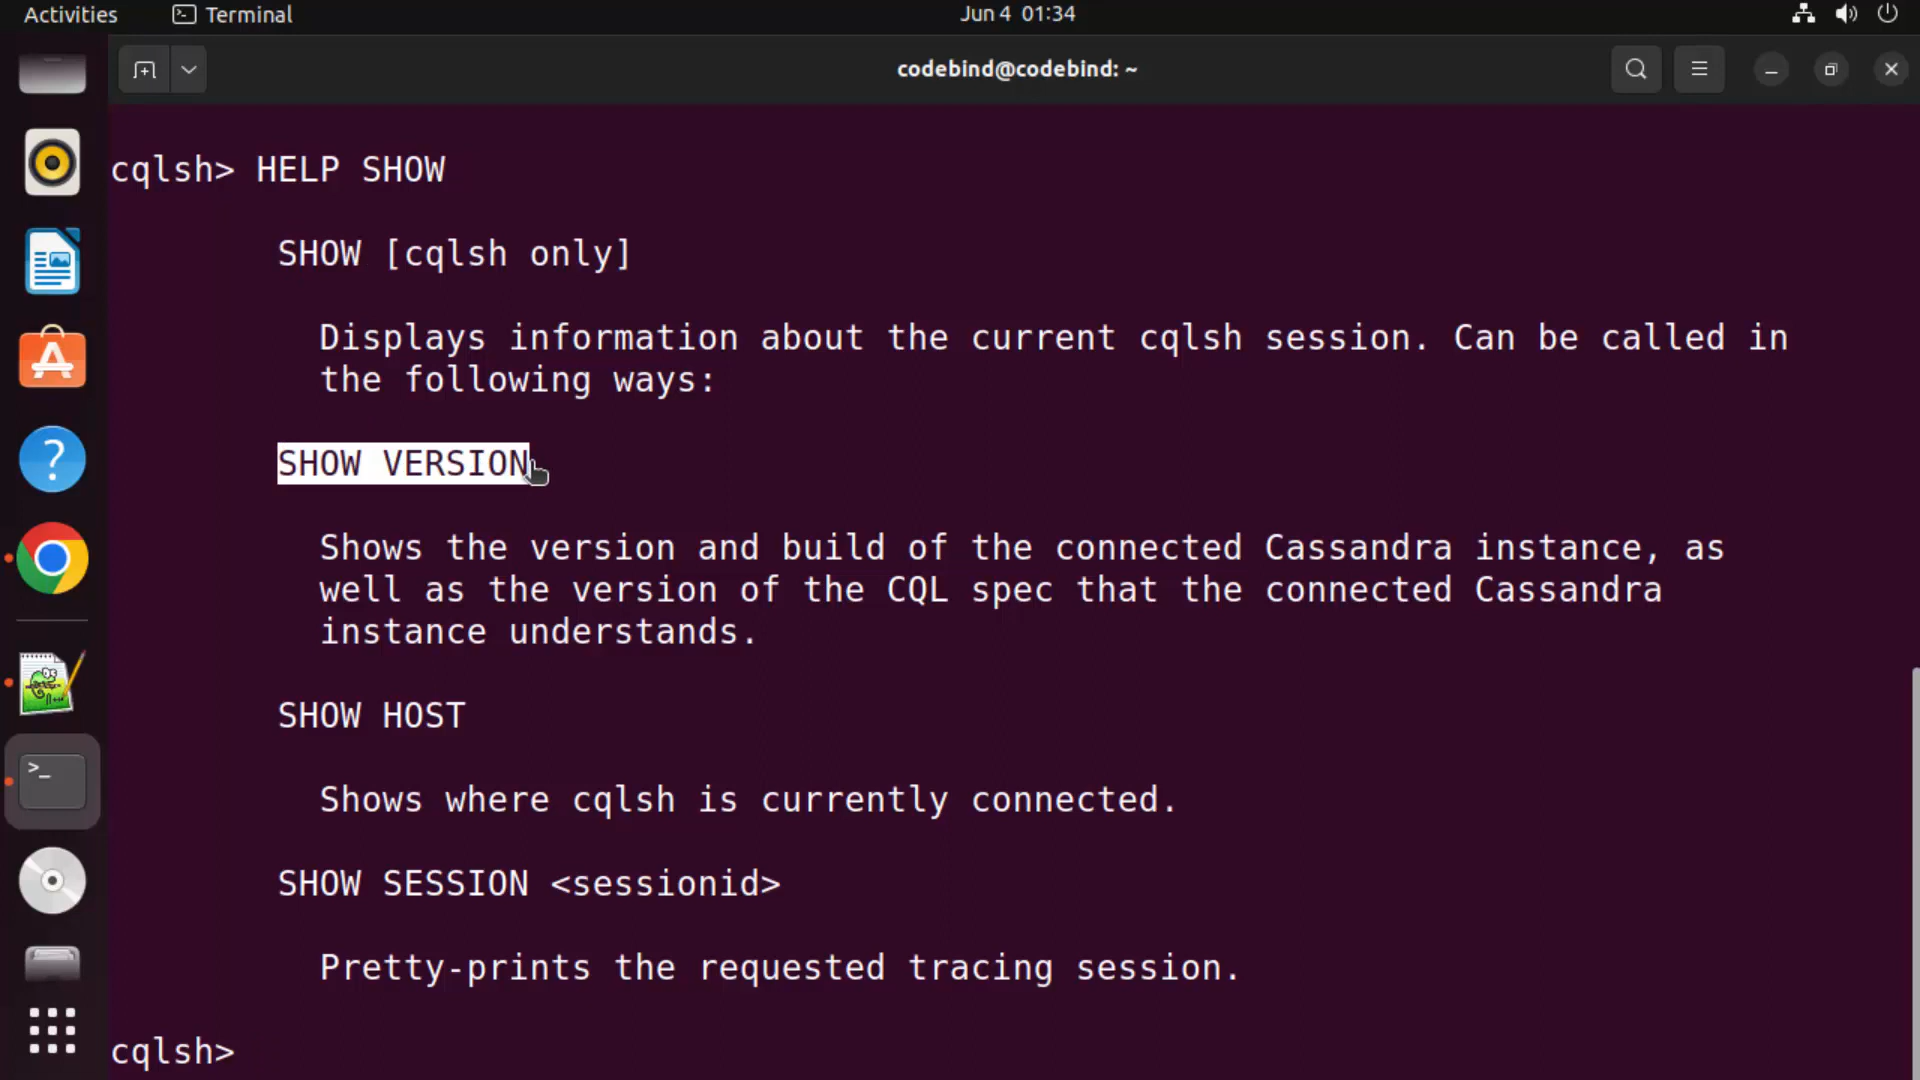 Activities
Terminal
Jun 4 01:34
codebind@codebind: ~
cqlsh> HELP SHOW
SHOW [cqlsh only]
Displays information about the current cqlsh session. Can be called in
the following ways:
SHOW VERSION
Shows the version and build of the connected Cassandra instance, as
well as the version of the CQL spec that the connected Cassandra
instance understands.
SHOW HOST
Shows where cqlsh is currently connected.
SHOW SESSION <sessionid>
Pretty-prints the requested tracing session.
cqlsh>